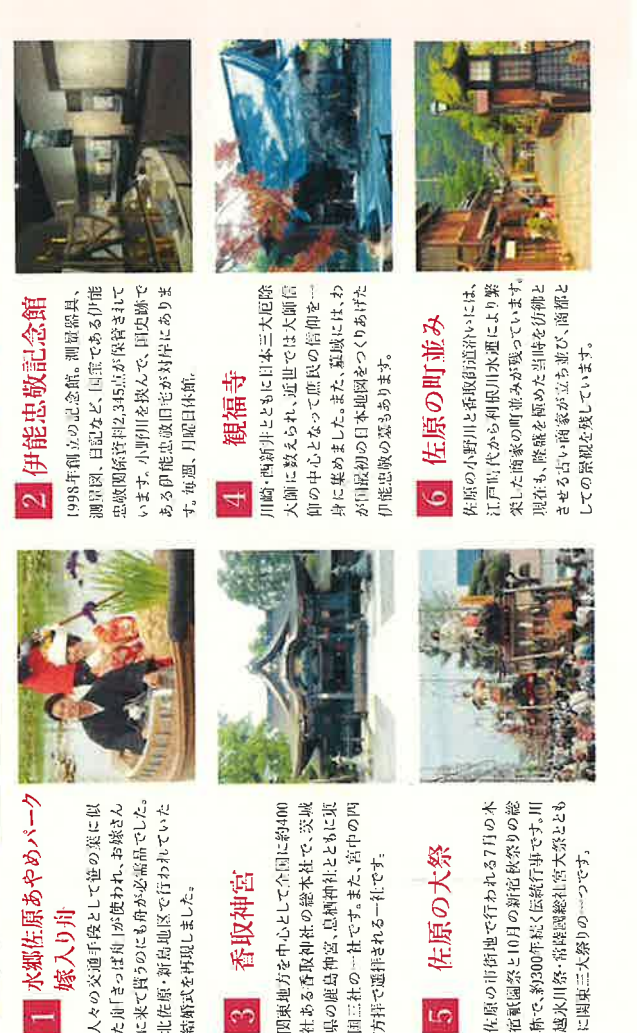 1 水郷佐原あやめパーク
嫁入り舟
人々の交通手段として笹の葉に似
た舟「さっぱ舟」が使われ、お嫁さん
に来て貰うのにも舟が必需品でした。
北佐原・新島地区で行われていた
結婚式を再現しました。
2 伊能忠敬記念館
1998年創立の記念館。測量器具、
測量図、日記など、国宝である伊能
忠敬関係資料2,345点が保管されて
います。小野川を挟んで、国史跡で
ある伊能忠敬旧宅が対岸にありま
す。毎週、月曜日休館。
3 香取神宮
関東地方を中心として全国に約400
社ある香取神社の総本社で、茨城
県の鹿島神宮・息栖神社とともに東
国三社の一社です。また、宮中の四
方拝で遥拝される一社です。
4 観福寺
川崎・西新井とともに日本三大厄除
大師に数えられ、近世では大師信
仰の中心となって庶民の信仰を一
身に集めました。また、墓域には、わ
が国最初の日本地図をつくりあげた
伊能忠敬の墓もあります。
5 佐原の大祭
佐原の市街地で行われる7月の本
宿祇園祭と10月の新宿秋祭りの総
称で、約300年続く伝統行事です。川
越氷川祭・常陸國総社宮大祭ととも
に関東三大祭りの一つです。
6 佐原の町並み
佐原の小野川と香取街道沿いには、
江戸時代から利根川水運により繁
栄した商家の町並みが残っています。
現在も、隆盛を極めた当時を彷彿と
させる古い商家が立ち並び、商都と
しての景観を残しています。